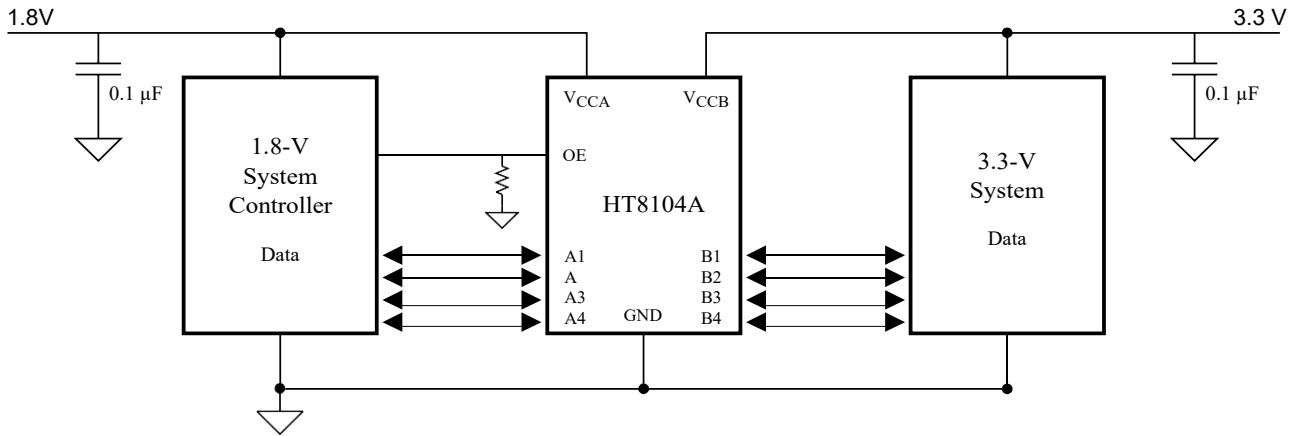 1.8V
3.3 V
0.1 µF
VCCA
VCCB
0.1 µF
1.8-V
System
Controller
Data
OE
HT8104A
3.3-V
System
Data
A1
A
A3
A4
B1
B2
B3
B4
GND